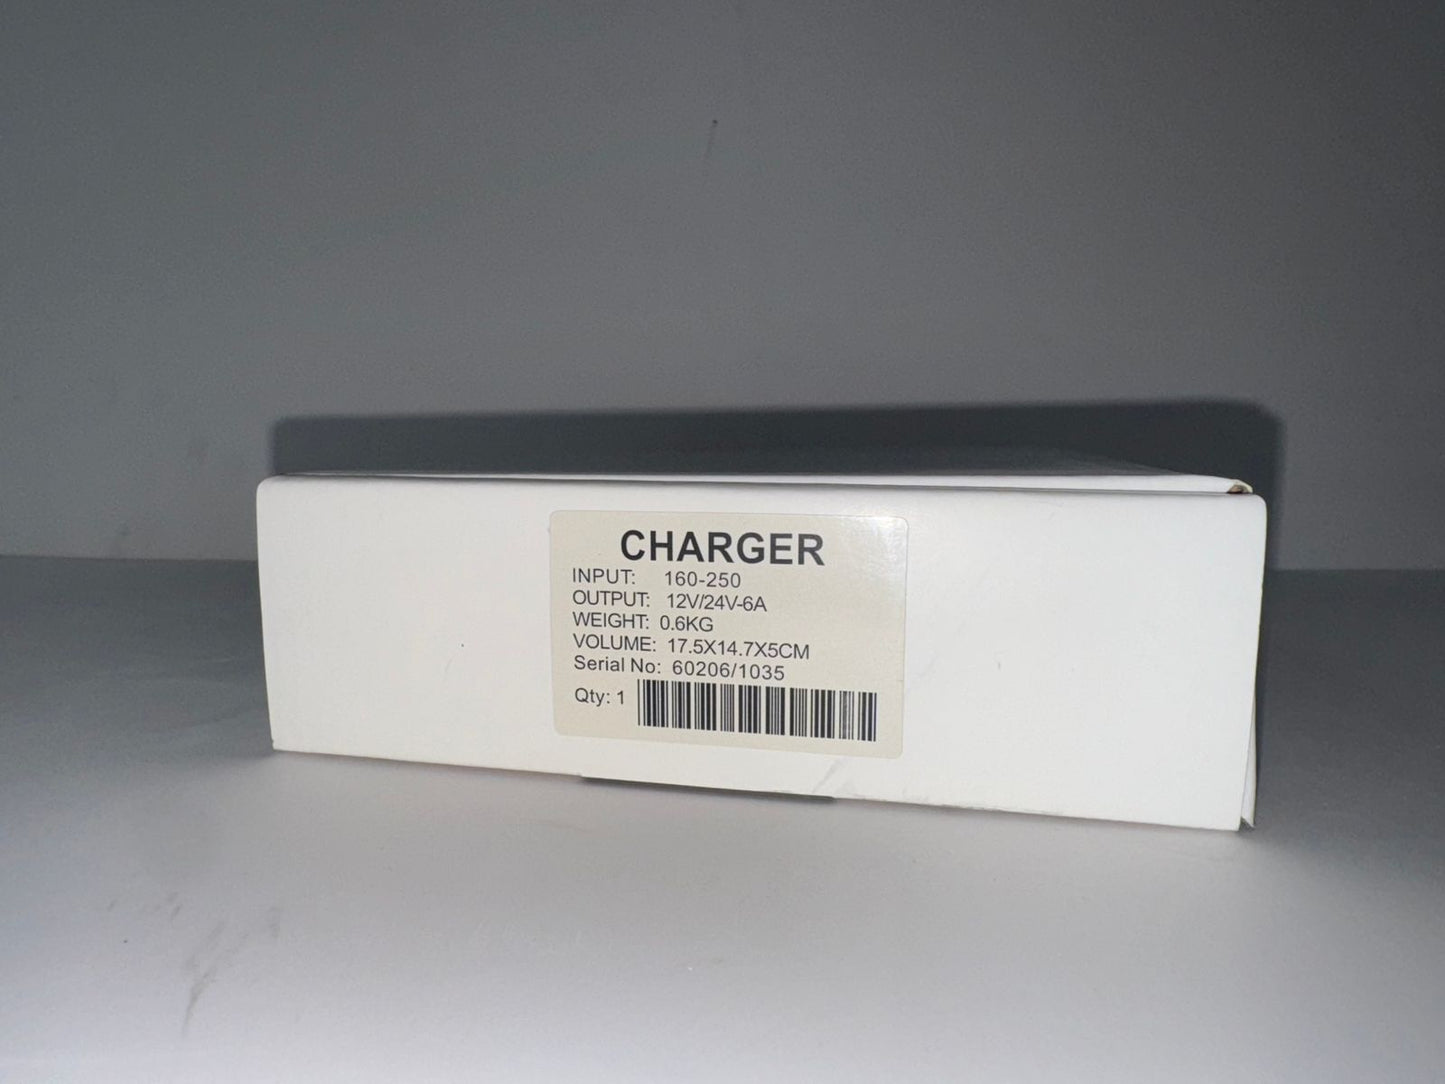 CHARGER
INPUT: 160-250
OUTPUT: 12V/24V-6A
WEIGHT: 0.6KG
VOLUME: 17.5X14.7X5CM
Serial No: 60206/1035
Qty: 1